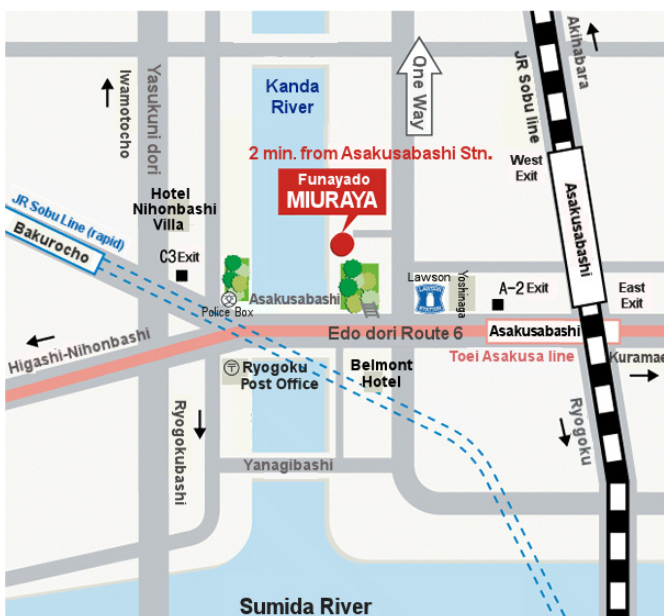 Kanda
River
One Way
JR Sobu line
Akihabara
Iwamotocho
Yasukuni dori
2 min. from Asakusabashi Stn.
West
Exit
Funayado
MIURAYA
Hotel
Nihonbashi
Villa
JR Sobu Line (rapid)
Bakurocho
C3 Exit
Asakusabashi
Lawson
LAWSON
STATION
Yoshinaga
A-2 Exit
East
Exit
Police Box
Asakusabashi
Edo dori Route 6
Asakusabashi
Higashi-Nihonbashi
Toei Asakusa line
Kuramae
〒 Ryogoku
Post Office
Belmont
Hotel
Ryogokubashi
Ryogoku
Yanagibashi
Sumida River